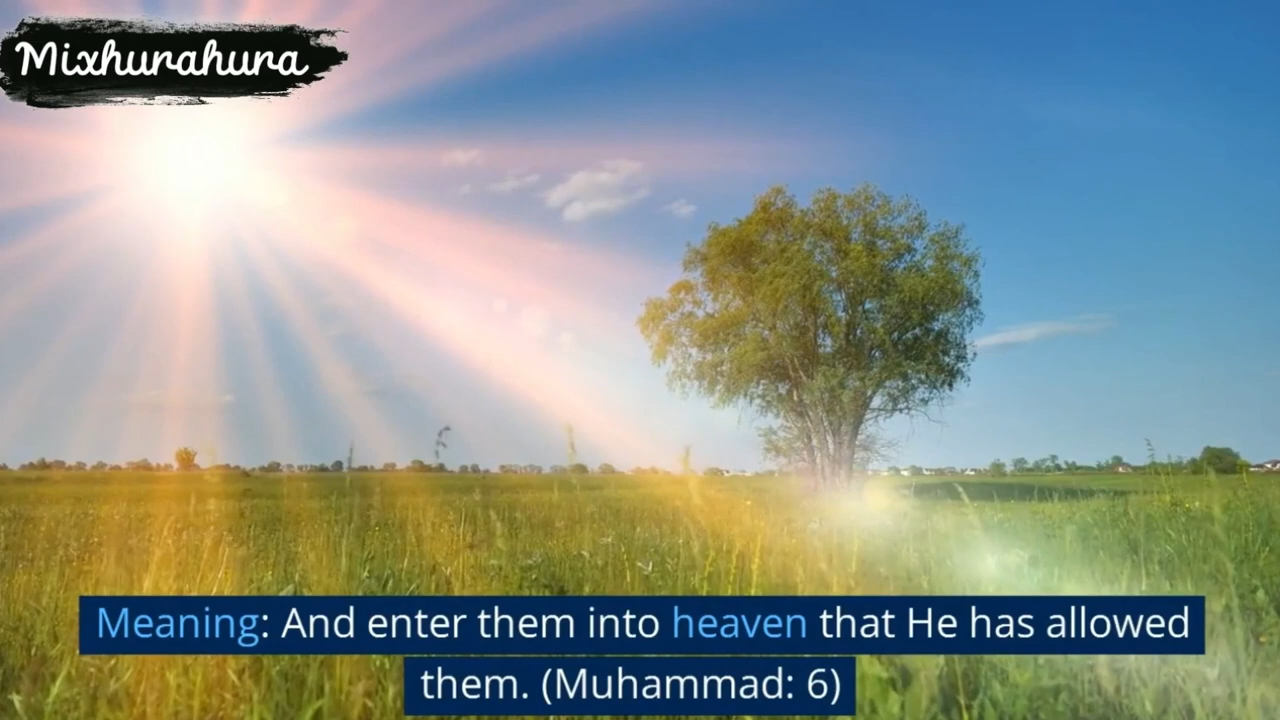 Mixhurahura
Meaning: And enter them into heaven that He has allowed
them. (Muhammad: 6)